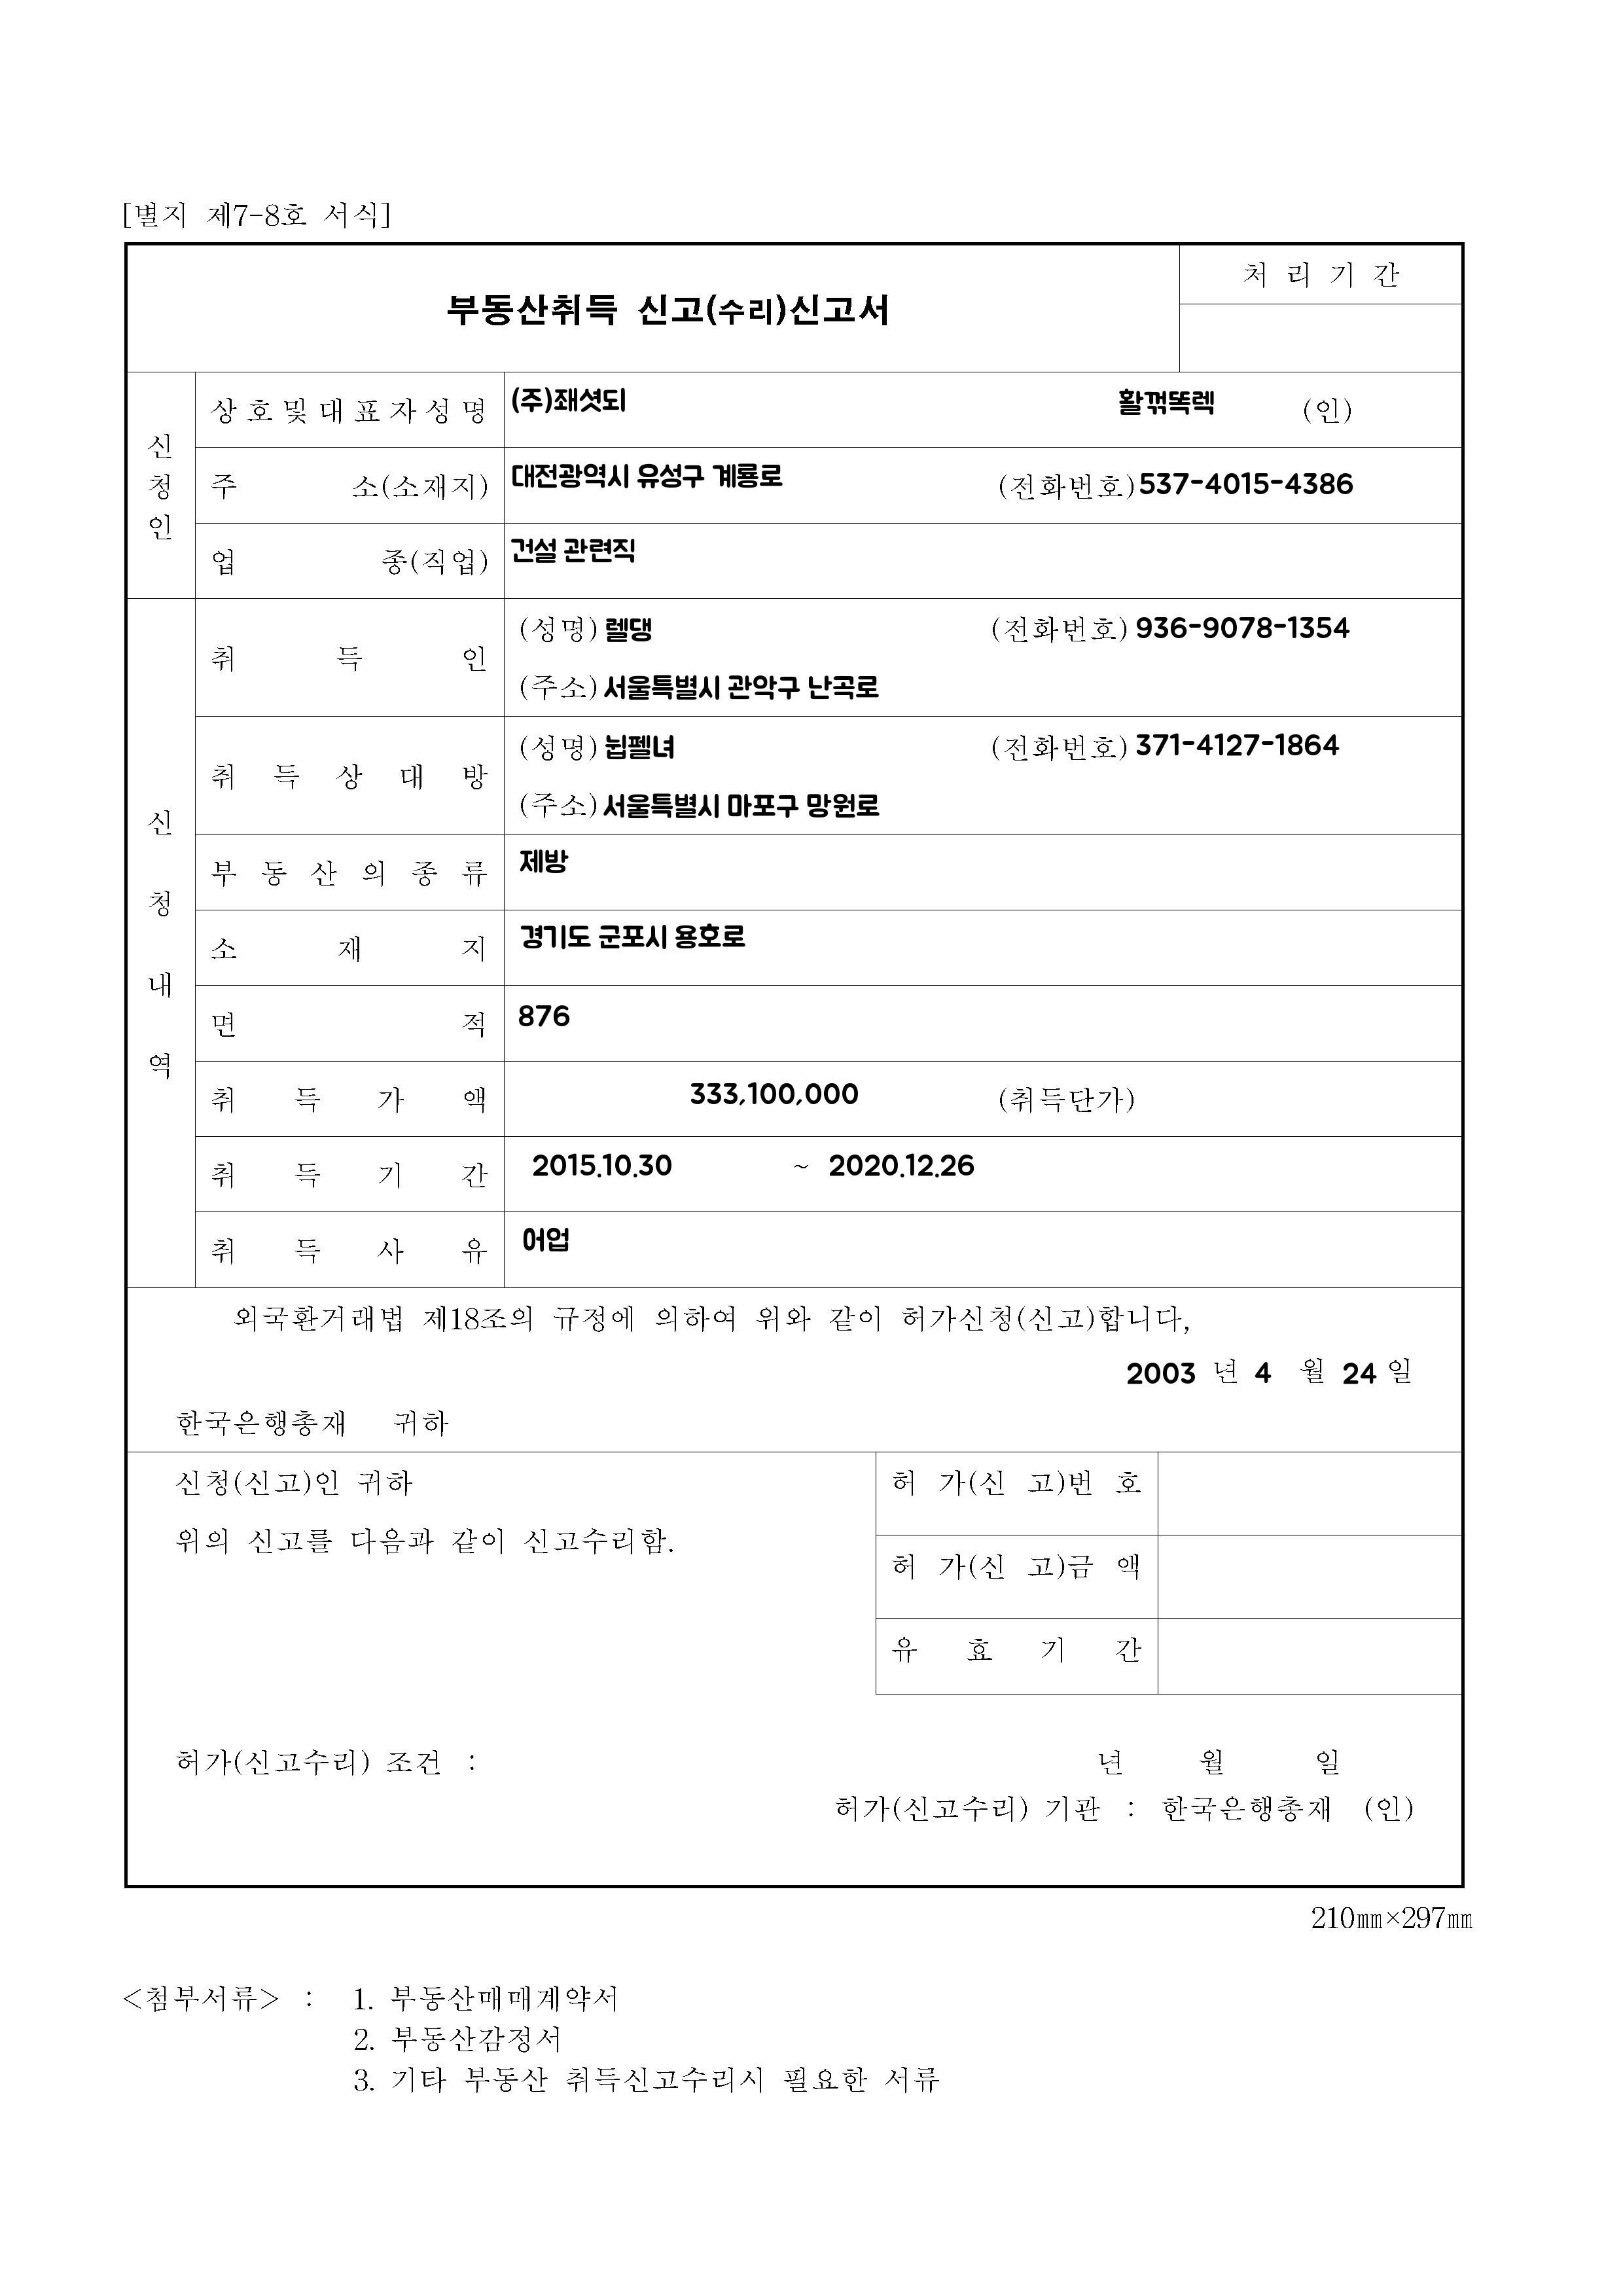 [별지 제7-8호 서식]
부동산취득 신고(수리)신고서
처 리 기 간
신청인
상호및대표자성명 (주)좨셧되 활꺾똑렉 (인)
주 소(소재지) 대전광역시 유성구 계룡로 (전화번호) 537-4015-4386
업 종(직업) 건설 관련직
신청내역
취 득 인 (성명) 렐댕 (전화번호) 936-9078-1354
(주소) 서울특별시 관악구 난곡로
취 득 상 대 방 (성명) 뉩펠녀 (전화번호) 371-4127-1864
(주소) 서울특별시 마포구 망원로
부 동 산 의 종 류 제방
소 재 지 경기도 군포시 용호로
면 적 876
취 득 가 액 333,100,000 (취득단가)
취 득 기 간 2015.10.30 ~ 2020.12.26
취 득 사 유 어업
외국환거래법 제18조의 규정에 의하여 위와 같이 허가신청(신고)합니다,
2003 년 4 월 24 일
한국은행총재 귀하
신청(신고)인 귀하
위의 신고를 다음과 같이 신고수리함.
허 가(신 고)번 호
허 가(신 고)금 액
유 효 기 간
허가(신고수리) 조건 :
년 월 일
허가(신고수리) 기관 : 한국은행총재 (인)
210㎜×297㎜
<첨부서류> : 1. 부동산매매계약서
2. 부동산감정서
3. 기타 부동산 취득신고수리시 필요한 서류